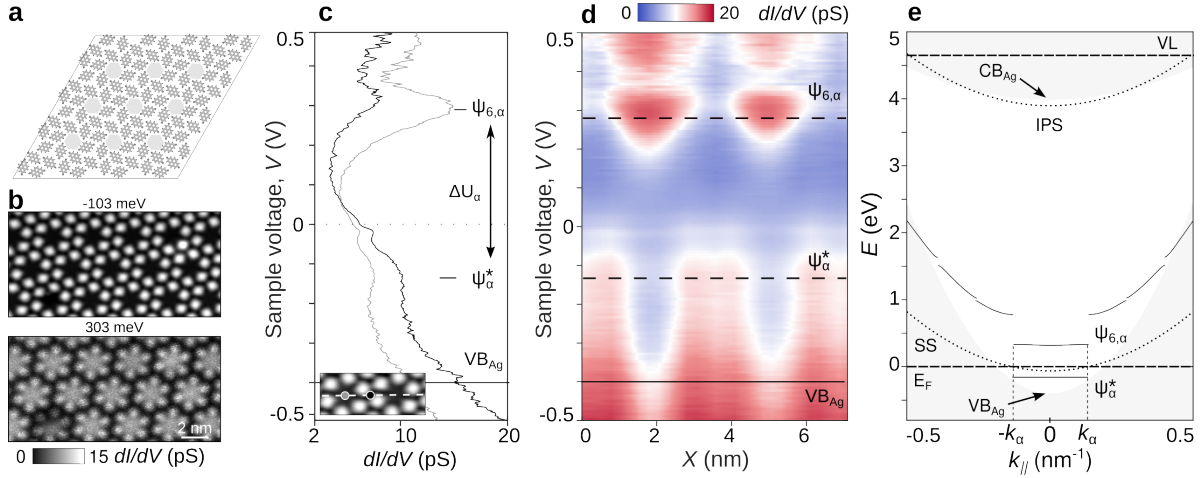 a
b
-103 meV
303 meV
2 nm
0 15 dI/dV (pS)
c
0.5
0
-0.5
Sample voltage, V (V)
ψ6,α
ΔUα
ψα*
VBAg
2 10 20
dI/dV (pS)
d
0 20 dI/dV (pS)
0.5
0
-0.5
Sample voltage, V (V)
ψ6,α
ψα*
VBAg
0 2 4 6
X (nm)
e
5
4
3
2
1
0
E (eV)
VL
CBAg
IPS
ψ6,α
SS
EF
ψα*
VBAg
-0.5 -kα 0 kα 0.5
k// (nm-1)